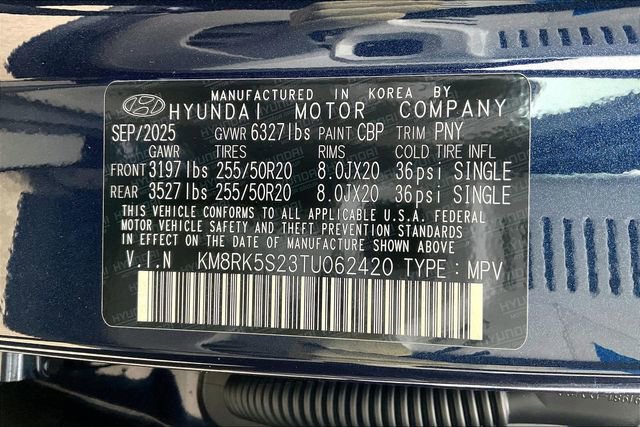 MANUFACTURED IN KOREA BY
HYUNDAI MOTOR COMPANY
SEP/2025 GVWR 6327lbs PAINT CBP TRIM PNY
GAWR TIRES RIMS COLD TIRE INFL
FRONT 3197lbs 255/50R20 8.0JX20 36psi SINGLE
REAR 3527lbs 255/50R20 8.0JX20 36psi SINGLE
THIS VEHICLE CONFORMS TO ALL APPLICABLE U.S.A. FEDERAL
MOTOR VEHICLE SAFETY AND THEFT PREVENTION STANDARDS
IN EFFECT ON THE DATE OF MANUFACTURE SHOWN ABOVE
V.I.N KM8RK5S23TU062420 TYPE : MPV